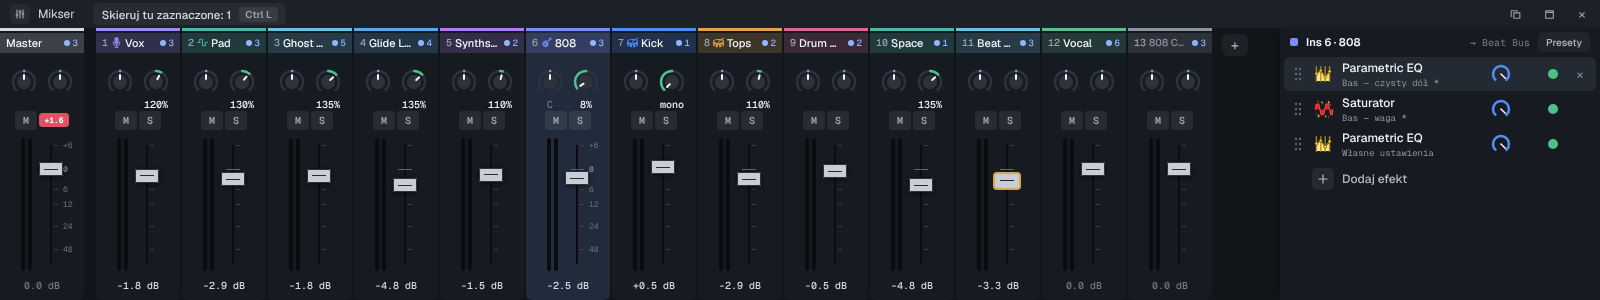 Mikser
Skieruj tu zaznaczone: 1 Ctrl L
Master 3
1 Vox 3
2 Pad 3
3 Ghost ... 5
4 Glide L... 4
5 Synths... 2
6 808 3
7 Kick 1
8 Tops 2
9 Drum ... 2
10 Space 1
11 Beat ... 3
12 Vocal 6
13 808 C... 3
+
120% 130% 135% 135% 110% C 8% mono 110% 135%
M +1.6 M S M S M S M S M S M S M S M S M S M S M S M S M S
+6 +6
0 0
6 6
12 12
24 24
48 48
0.0 dB -1.8 dB -2.9 dB -1.8 dB -4.8 dB -1.5 dB -2.5 dB +0.5 dB -2.9 dB -0.5 dB -4.8 dB -3.3 dB 0.0 dB 0.0 dB
Ins 6 · 808 → Beat Bus Presety
Parametric EQ
Bas — czysty dół *
Saturator
Bas — waga *
Parametric EQ
Własne ustawienia
+ Dodaj efekt